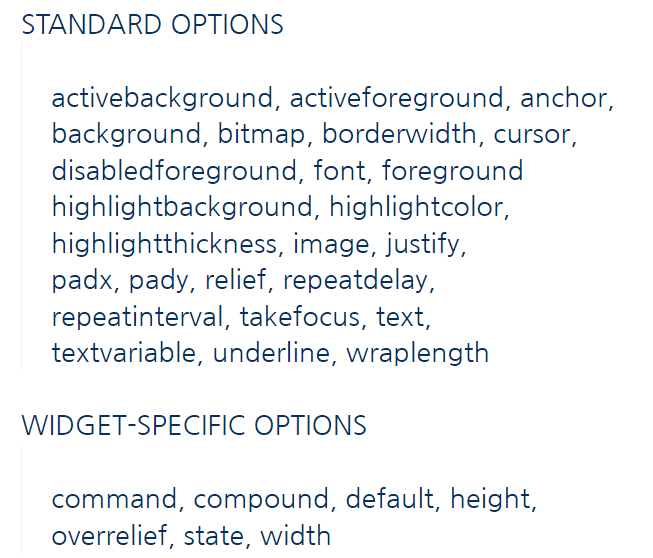 STANDARD OPTIONS
activebackground, activeforeground, anchor,
background, bitmap, borderwidth, cursor,
disabledforeground, font, foreground
highlightbackground, highlightcolor,
highlightthickness, image, justify,
padx, pady, relief, repeatdelay,
repeatinterval, takefocus, text,
textvariable, underline, wraplength
WIDGET-SPECIFIC OPTIONS
command, compound, default, height,
overrelief, state, width